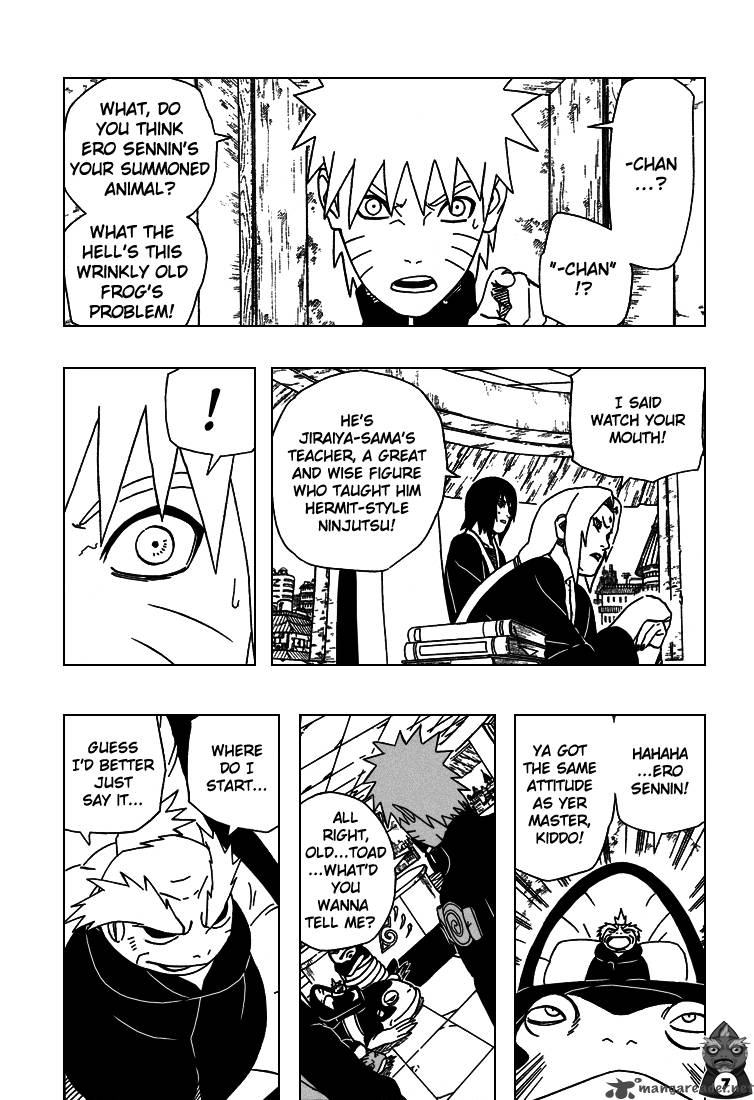 -CHAN
...?
"-CHAN"
!?
WHAT, DO
YOU THINK
ERO SENNIN'S
YOUR SUMMONED
ANIMAL?
WHAT THE
HELL'S THIS
WRINKLY OLD
FROG'S
PROBLEM!
I SAID
WATCH YOUR
MOUTH!
HE'S
JIRAIYA-SAMA'S
TEACHER, A GREAT
AND WISE FIGURE
WHO TAUGHT HIM
HERMIT-STYLE
NINJUTSU!
!
HAHAHA
...ERO
SENNIN!
YA GOT
THE SAME
ATTITUDE
AS YER
MASTER,
KIDDO!
ALL
RIGHT,
OLD...TOAD
...WHAT'D
YOU
WANNA
TELL ME?
WHERE
DO I
START...
GUESS
I'D BETTER
JUST
SAY IT...
7
mangareader.net